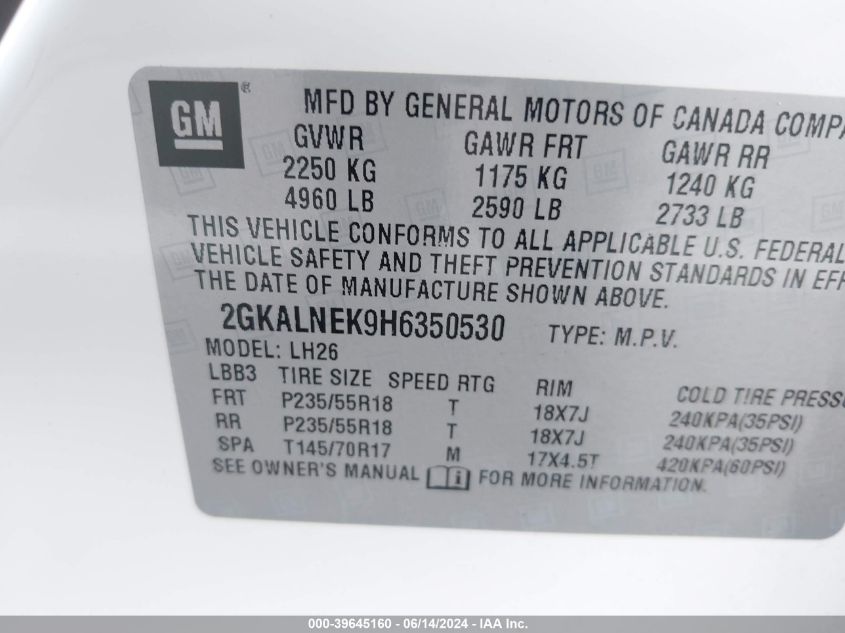 GM ®
MFD BY GENERAL MOTORS OF CANADA
GVWR GAWR FRT GAWR RR
2250 KG 1175 KG 1240 KG
4960 LB 2590 LB 2733 LB
THIS VEHICLE CONFORMS TO ALL APPLICABLE U.S. FEDERAL
VEHICLE SAFETY AND THEFT PREVENTION STANDARDS IN
THE DATE OF MANUFACTURE SHOWN ABOVE.
2GKALNEK9H6350530 TYPE: M.P.V.
MODEL: LH26
LBB3 TIRE SIZE SPEED RTG RIM COLD TIRE
FRT P235/55R18 T 18X7J 240KPA(35PSI)
RR P235/55R18 T 18X7J 240KPA(35PSI)
SPA T145/70R17 M 17X4.5T 420KPA(60PSI)
SEE OWNER'S MANUAL i FOR MORE INFORMATION.
000-39645160 - 06/14/2024 - IAA Inc.